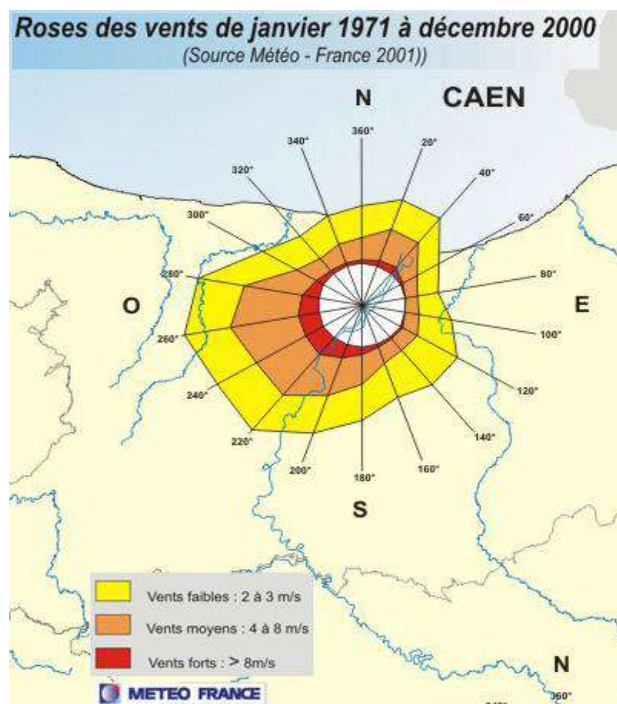 Roses des vents de janvier 1971 à décembre 2000
(Source Météo - France 2001))
CAEN
N
360°
340°
20°
320°
40°
300°
60°
280°
80°
O
E
260°
100°
240°
120°
220°
140°
200°
160°
180°
S
Vents faibles : 2 à 3 m/s
Vents moyens : 4 à 8 m/s
Vents forts : > 8m/s
METEO FRANCE
N
360°